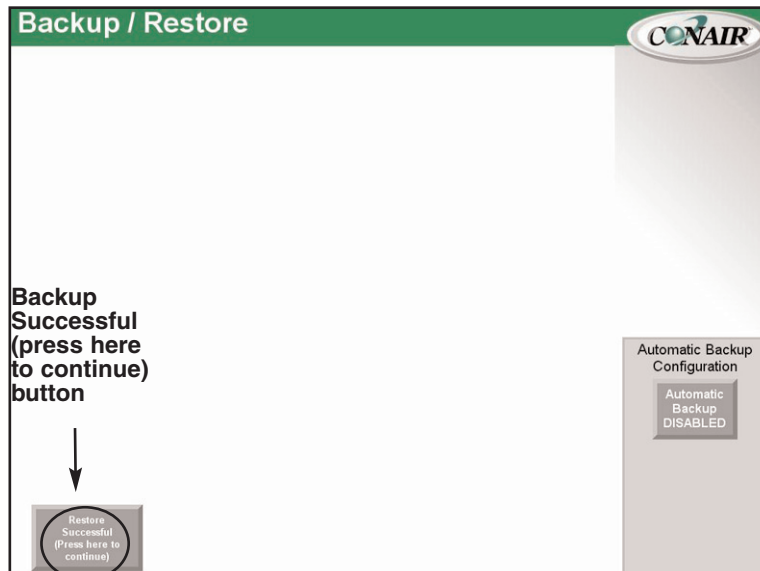 Backup / Restore
CONAIR
Backup
Successful
(press here
to continue)
button
Automatic Backup
Configuration
Automatic
Backup
DISABLED
Restore
Successful
(Press here to
continue)